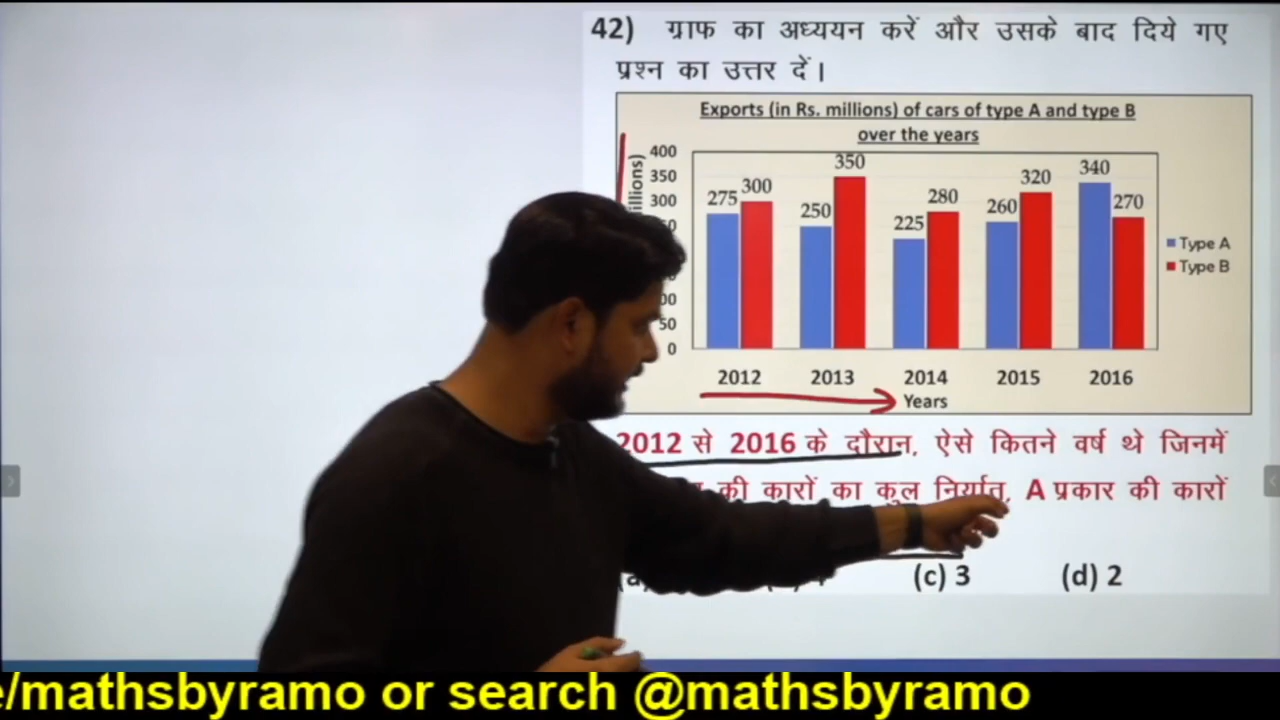 42) ग्राफ का अध्ययन करें और उसके बाद दिये गए
प्रश्न का उत्तर दें।
Exports (in Rs. millions) of cars of type A and type B
over the years
400
350
300
50
0
275
300
250
350
225
280
260
320
340
270
Type A
Type B
2012 2013 2014 2015 2016
Years
2012 से 2016 के दौरान, ऐसे कितने वर्ष थे जिनमें
की कारों का कुल निर्यात, A प्रकार की कारों
(c) 3 (d) 2
/mathsbyramo or search @mathsbyramo